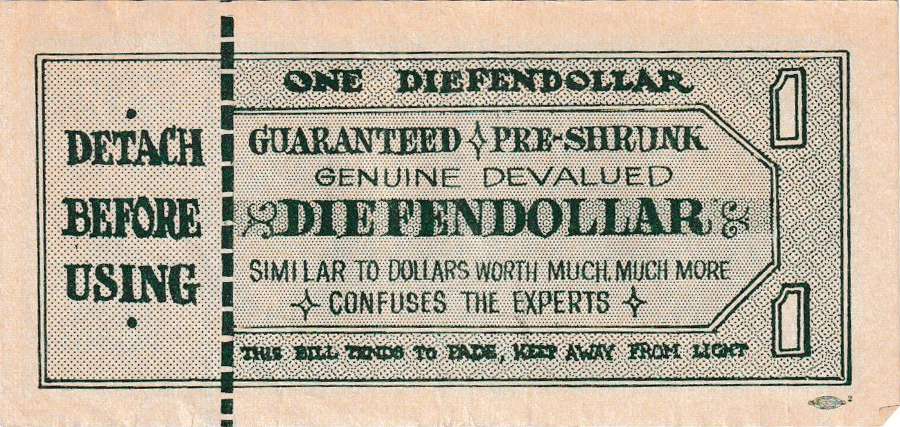 DETACH
BEFORE
USING
ONE DIEFENDOLLAR
1
GUARANTEED PRE-SHRUNK
GENUINE DEVALUED
DIEFENDOLLAR
SIMILAR TO DOLLARS WORTH MUCH, MUCH MORE
CONFUSES THE EXPERTS
THIS BILL TENDS TO FADE, KEEP AWAY FROM LIGHT
1
2